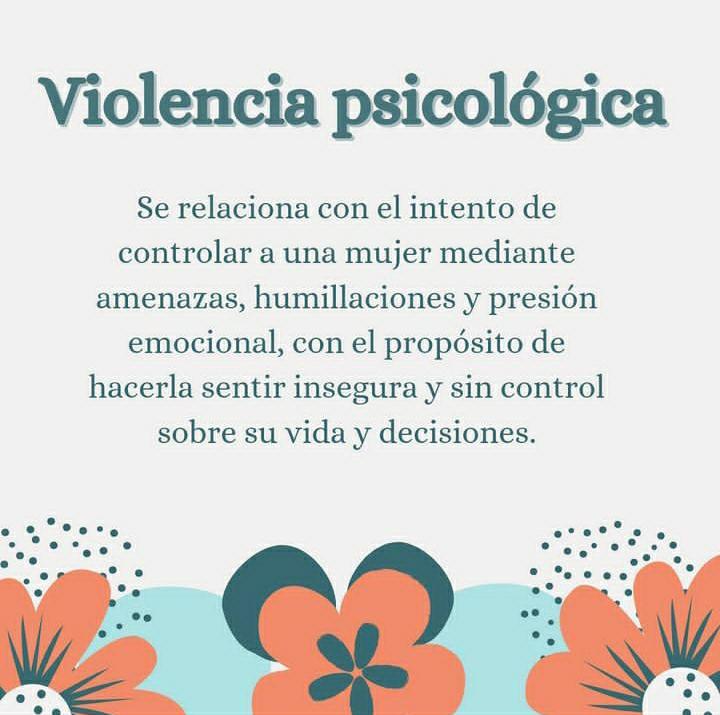 Violencia psicológica
Se relaciona con el intento de
controlar a una mujer mediante
amenazas, humillaciones y presión
emocional, con el propósito de
hacerla sentir insegura y sin control
sobre su vida y decisiones.